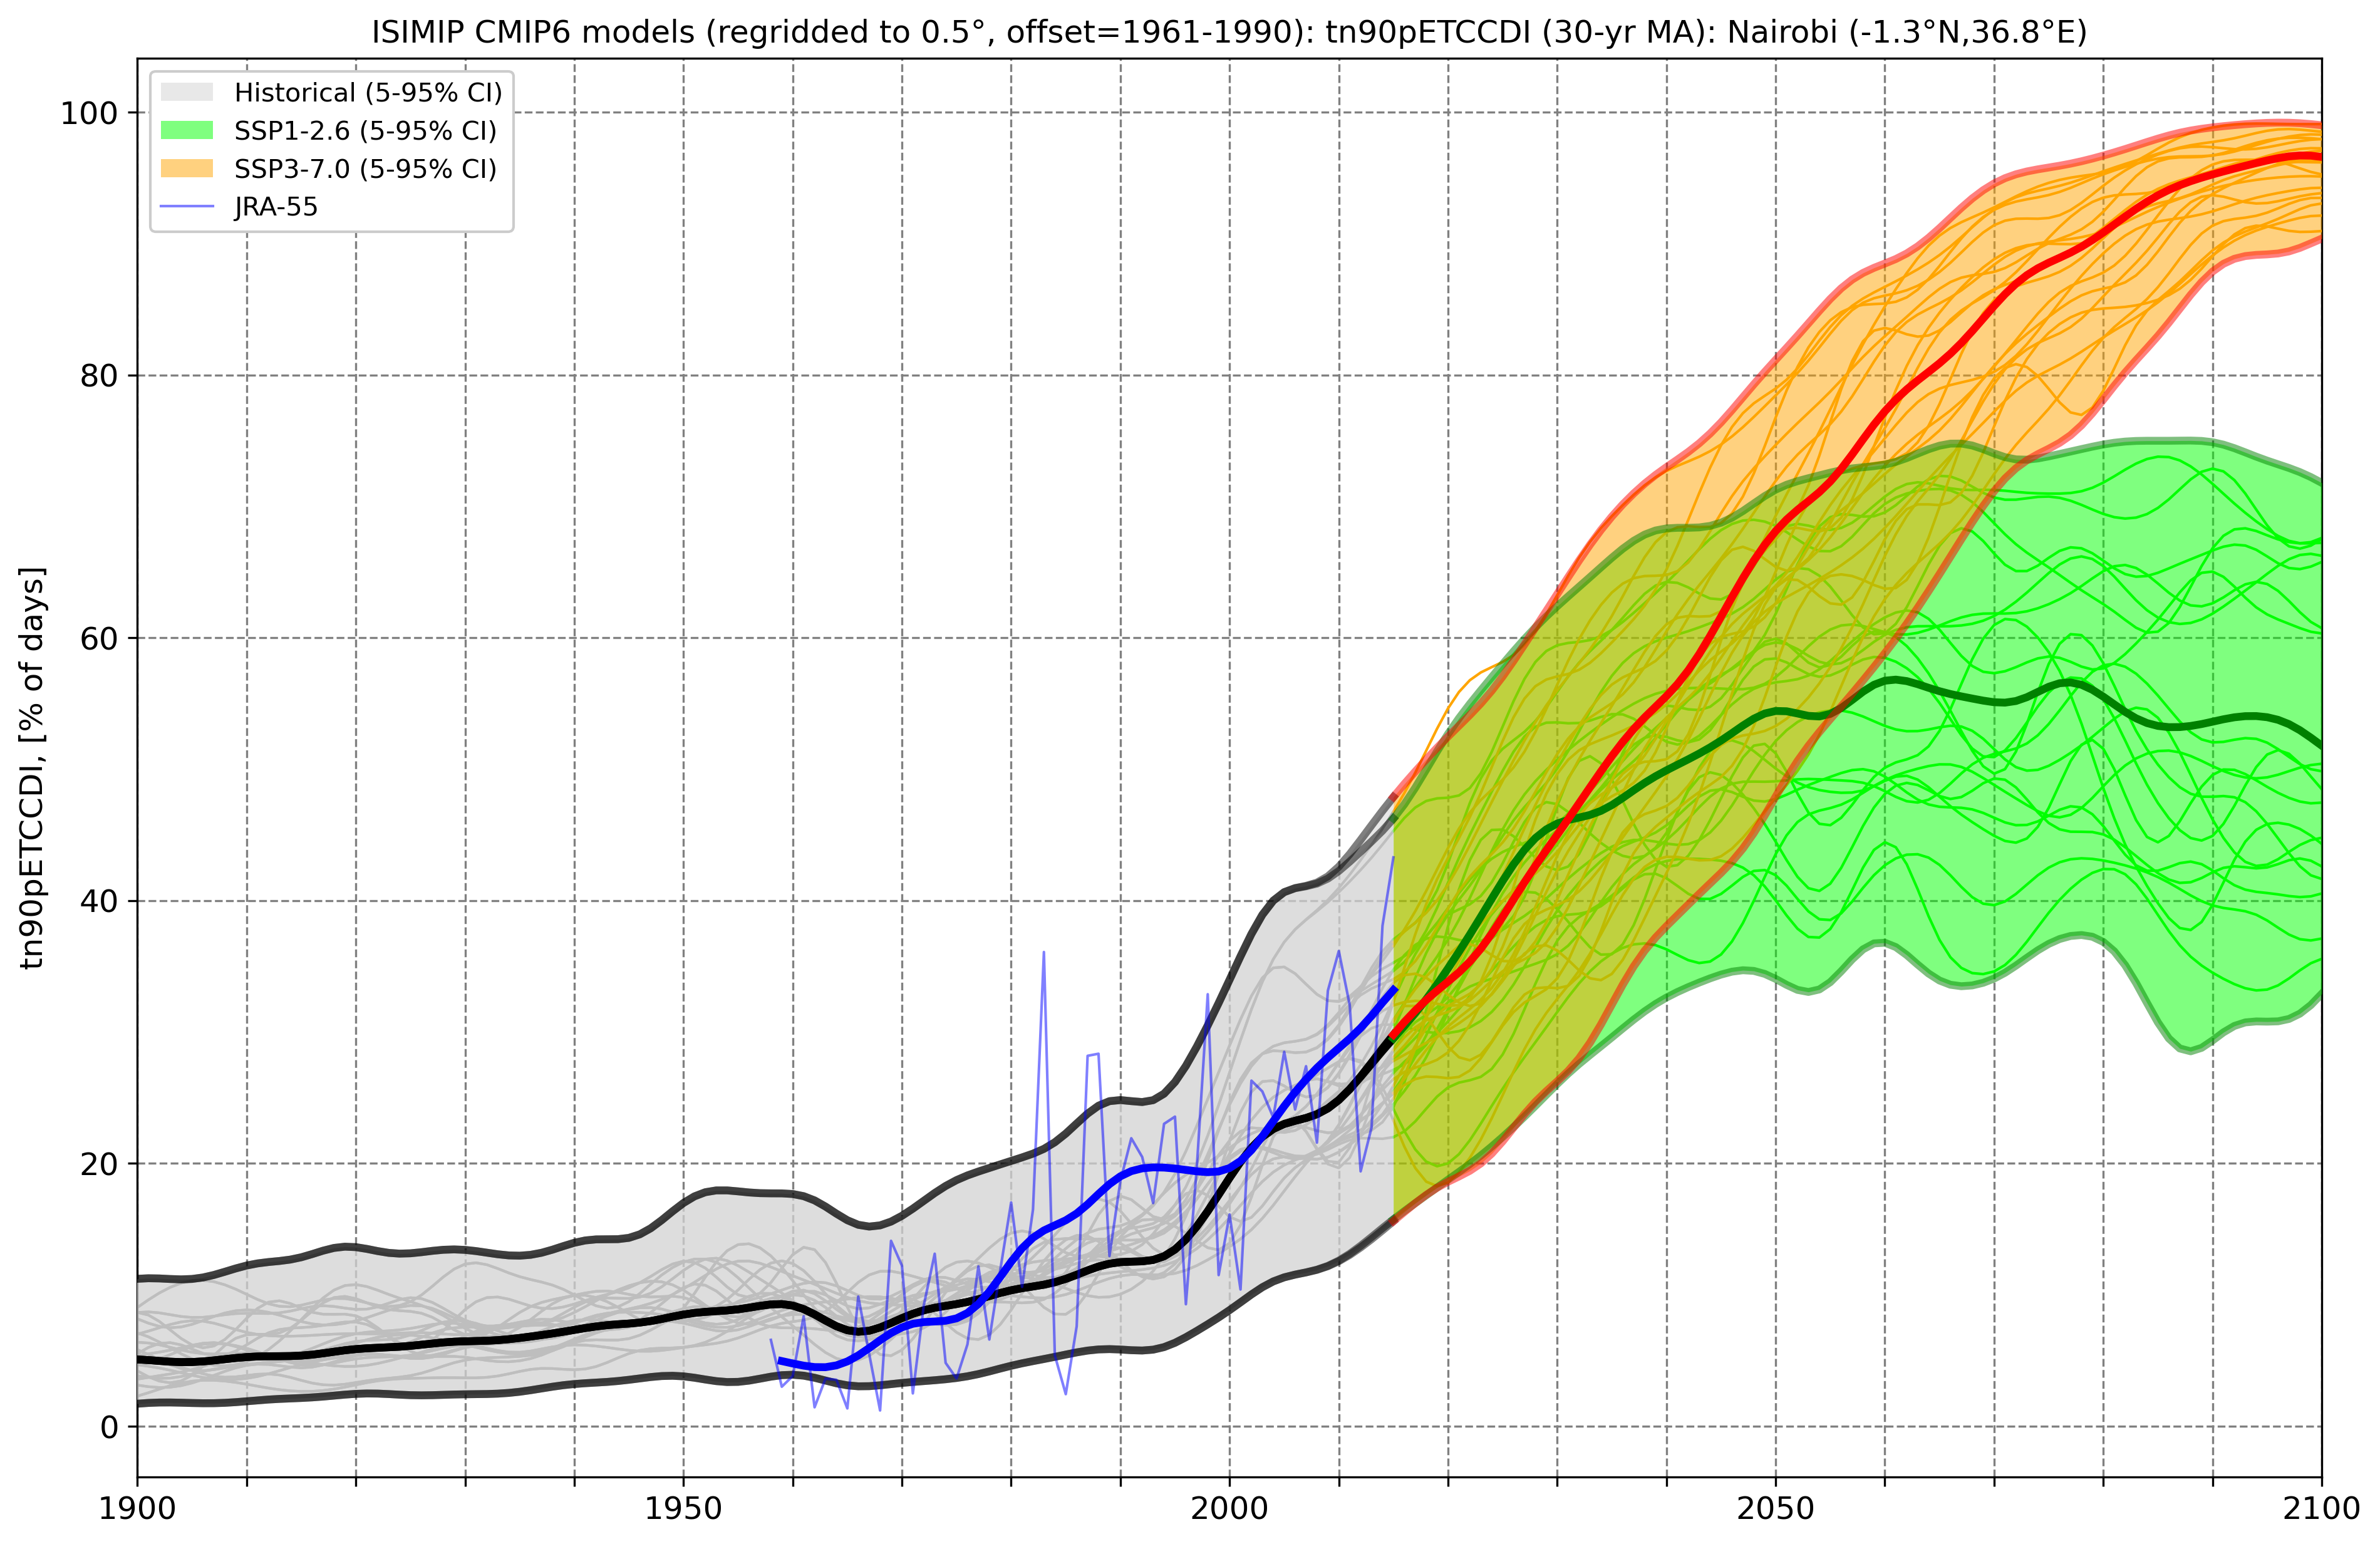 ISIMIP CMIP6 models (regridded to 0.5°, offset=1961-1990): tn90pETCCDI (30-yr MA): Nairobi (-1.3°N,36.8°E)
Historical (5-95% CI)
SSP1-2.6 (5-95% CI)
SSP3-7.0 (5-95% CI)
JRA-55
tn90pETCCDI, [% of days]
100
80
60
40
20
0
1900
1950
2000
2050
2100